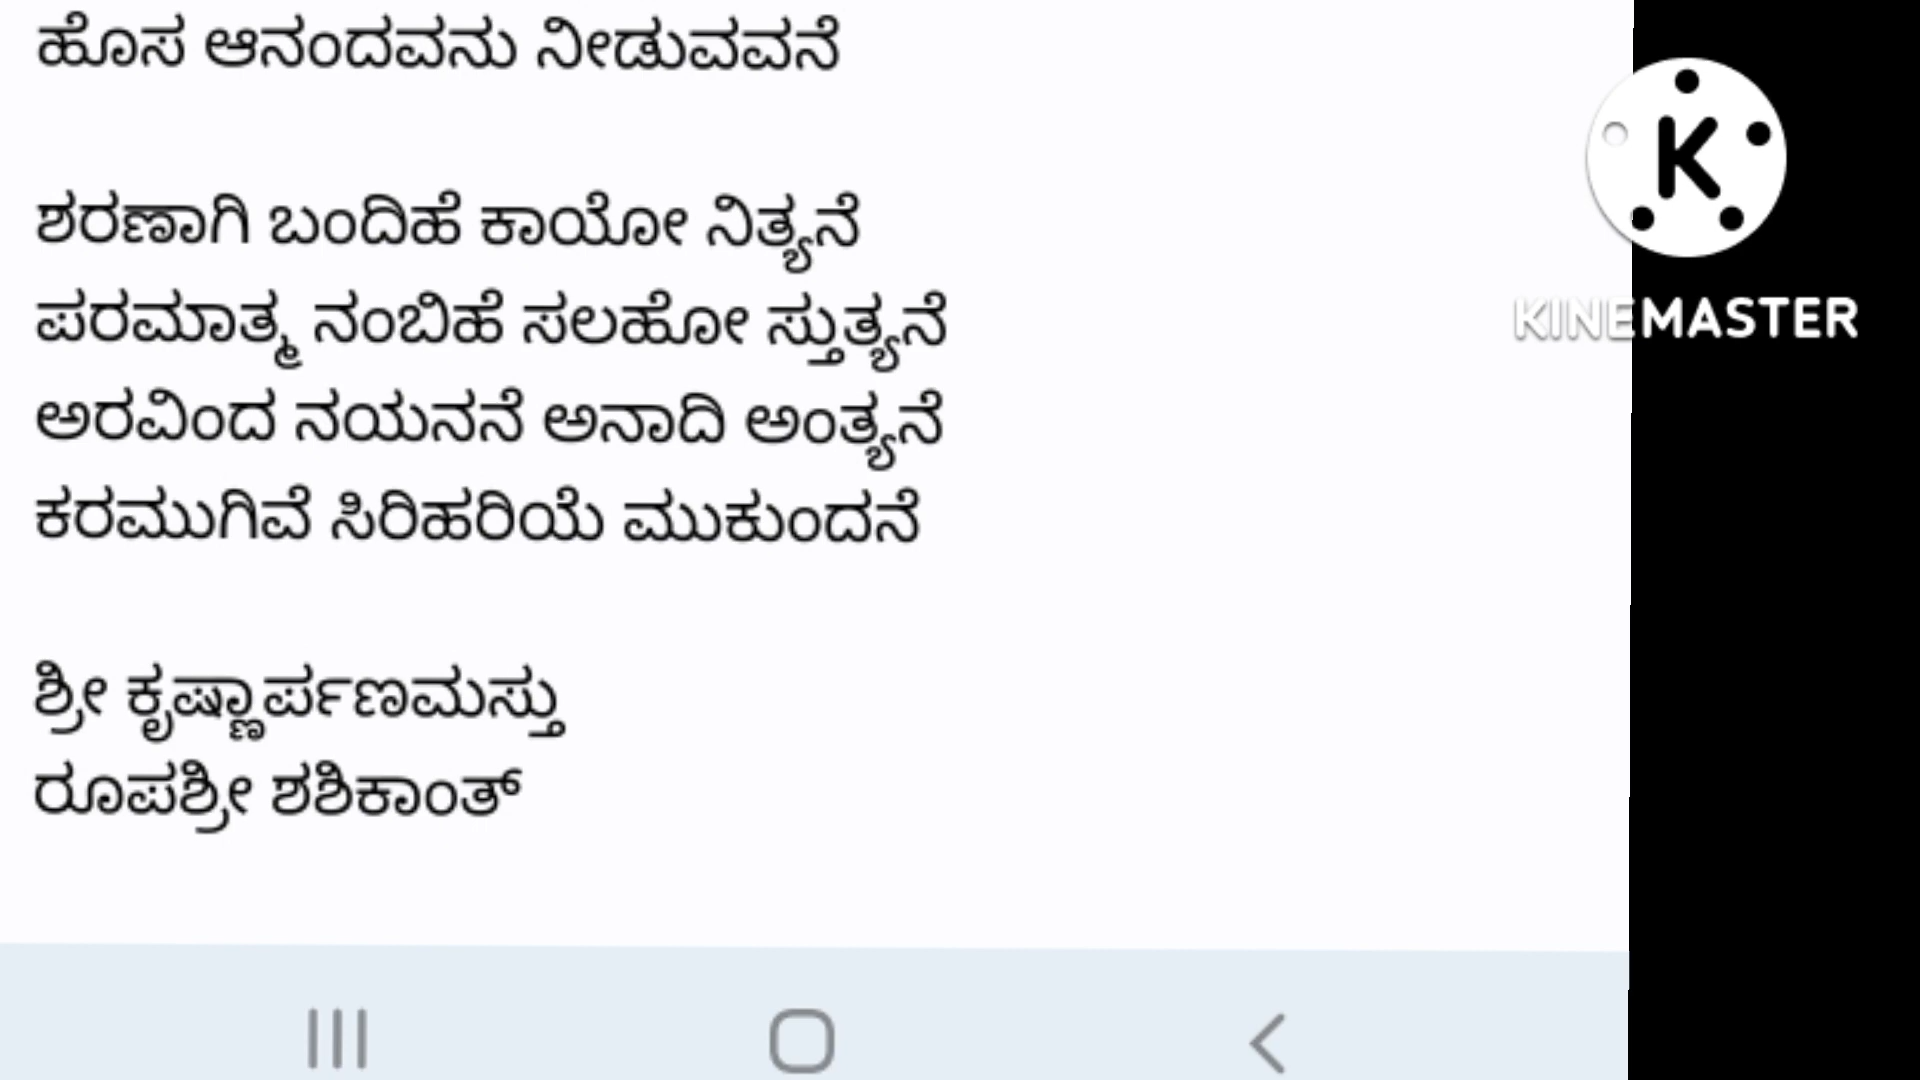 ಹೊಸ ಆನಂದವನು ನೀಡುವವನೆ
ಶರಣಾಗಿ ಬಂದಿಹೆ ಕಾಯೋ ನಿತ್ಯನೆ
ಪರಮಾತ್ಮ ನಂಬಿಹೆ ಸಲಹೋ ಸ್ತುತ್ಯನೆ
ಅರವಿಂದ ನಯನನೆ ಅನಾದಿ ಅಂತ್ಯನೆ
ಕರಮುಗಿವೆ ಸಿರಿಹರಿಯೆ ಮುಕುಂದನೆ
ಶ್ರೀ ಕೃಷ್ಣಾರ್ಪಣಮಸ್ತು
ರೂಪಶ್ರೀ ಶಶಿಕಾಂತ್
K
KINEMASTER